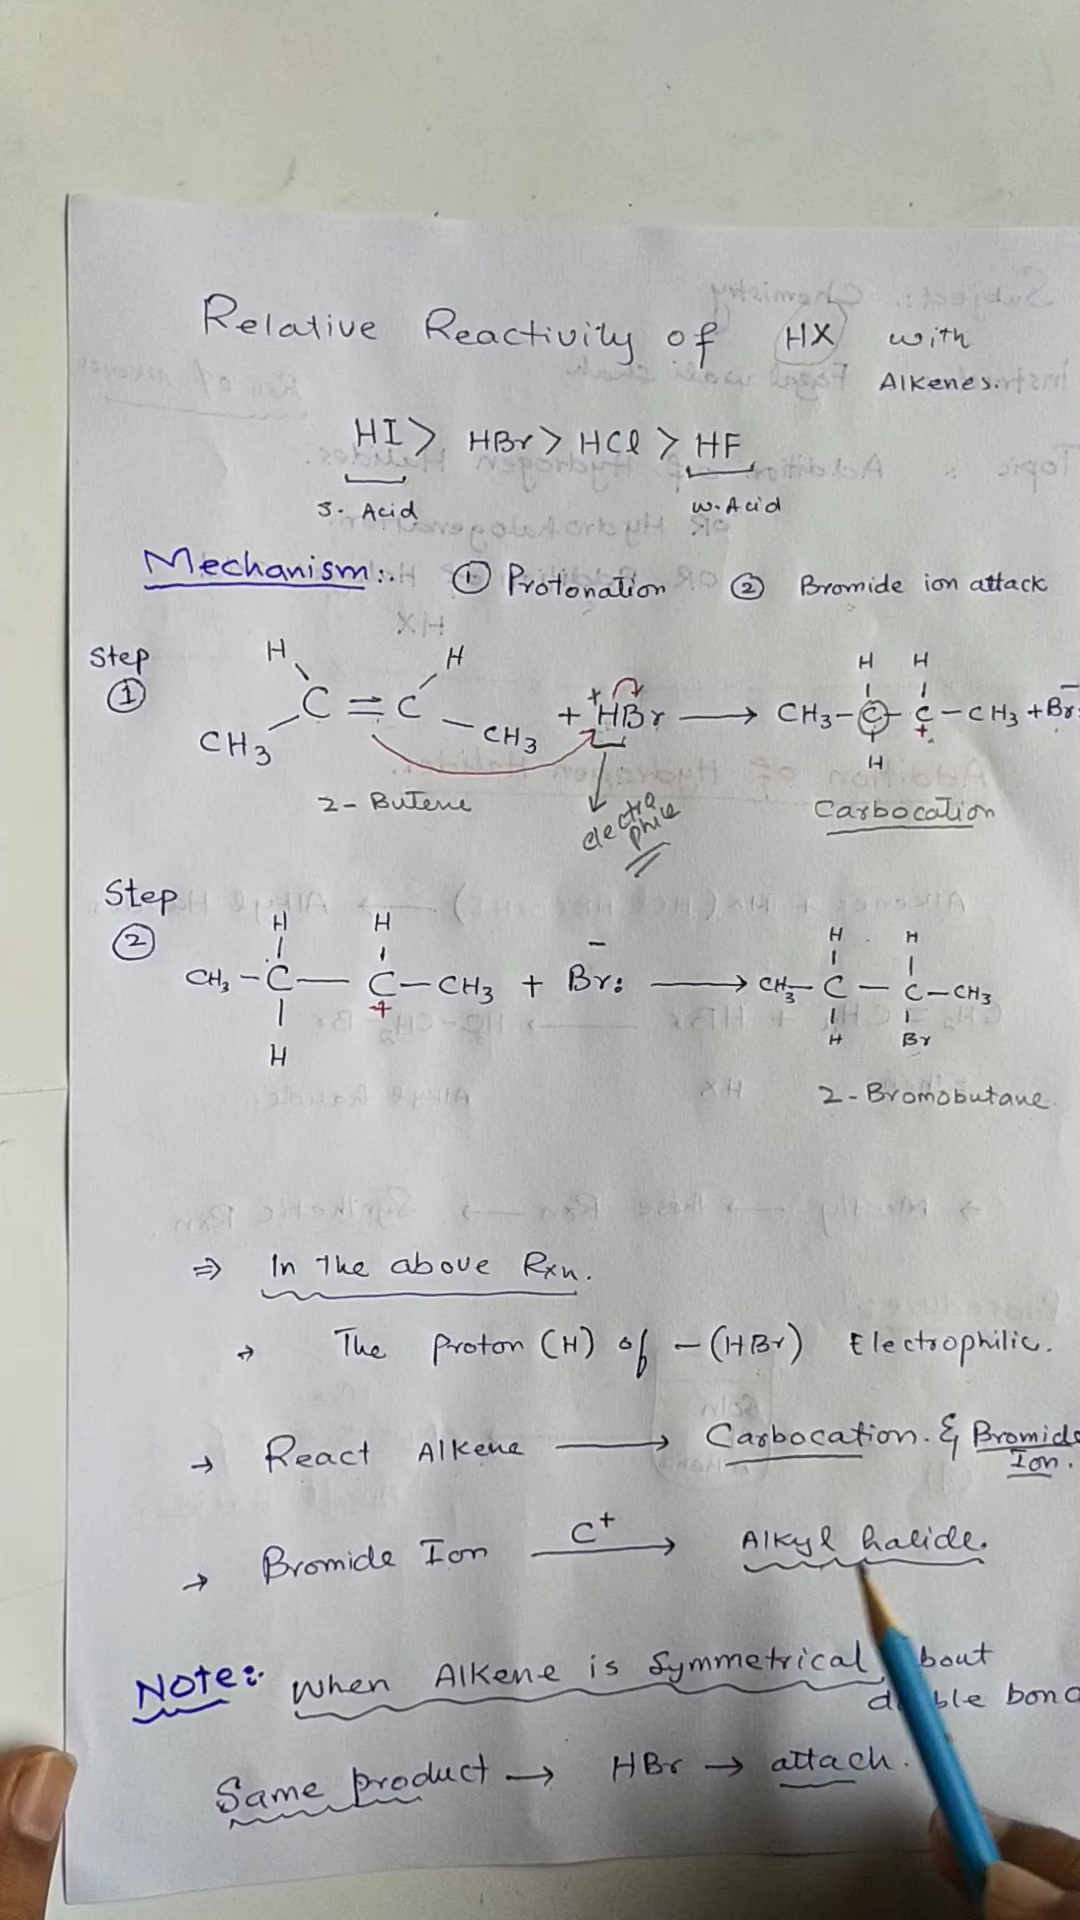 Relative Reactivity of HX with
Alkenes.
HI > HBr > HCl > HF
S-Acid w-Acid
Mechanism:. ① Protonation ② Bromide ion attack
Step
①
H H H H
C = C + +HBr ⟶ CH3-C-C-CH3 + Br:
CH3 CH3 + –
H
2-Butene electrophile Carbocation
Step
②
H H – H H
CH3-C—C-CH3 + Br: ⟶ CH3-C—C-CH3
+
H H Br
2-Bromobutane
⇒ In the above Rxn.
→ The proton (H) of -(HBr) Electrophilic.
→ React Alkene ⟶ Carbocation. & Bromide
Ion.
→ Bromide Ion C+ ⟶ Alkyl halide.
Note:. When Alkene is Symmetrical bout
bond
Same product → HBr → attach.